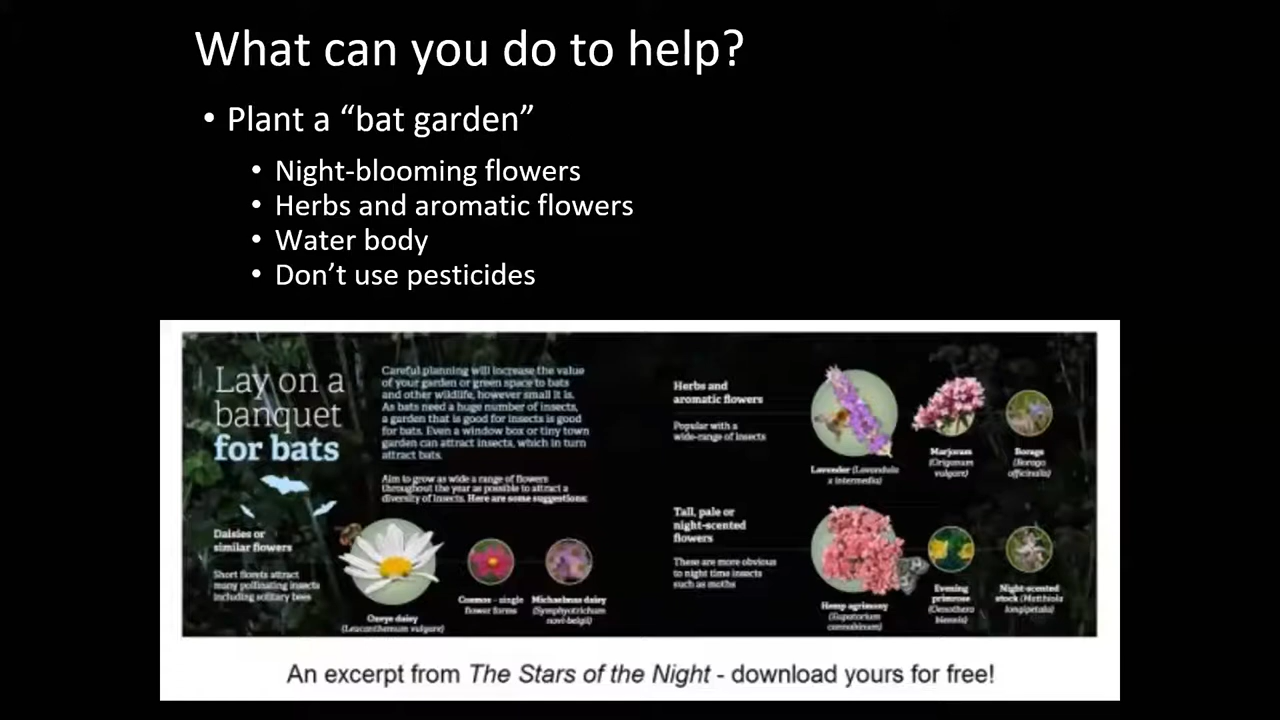 What can you do to help?
• Plant a “bat garden”
• Night-blooming flowers
• Herbs and aromatic flowers
• Water body
• Don’t use pesticides
Lay on a
banquet
for bats
Careful planning will increase the value
of your garden or green space to bats
and other wildlife, however small it is.
As bats need a huge number of insects,
a garden that is good for insects is good
for bats. Even a window box or tiny town
garden can attract insects, which in turn
attract bats.
Aim to grow as wide a range of flowers
throughout the year as possible to attract a
diversity of insects. Here are some suggestions:
Daisies or
similar flowers
Short florets attract
many pollinating insects
including solitary bees
Oxeye daisy
(Leucanthemum vulgare)
Cosmos - single
flower forms
Michaelmas daisy
(Symphyotrichum
novi-belgii)
Herbs and
aromatic flowers
Popular with a
wide-range of insects
Lavender (Lavandula
x intermedia)
Marjoram
(Origanum
vulgare)
Borage
(Borago
officinalis)
Tall, pale or
night-scented
flowers
These are more obvious
to night time insects
such as moths
Hemp agrimony
(Eupatorium
cannabinum)
Evening
primrose
(Oenothera
biennis)
Night-scented
stock (Matthiola
longipetala)
An excerpt from The Stars of the Night - download yours for free!